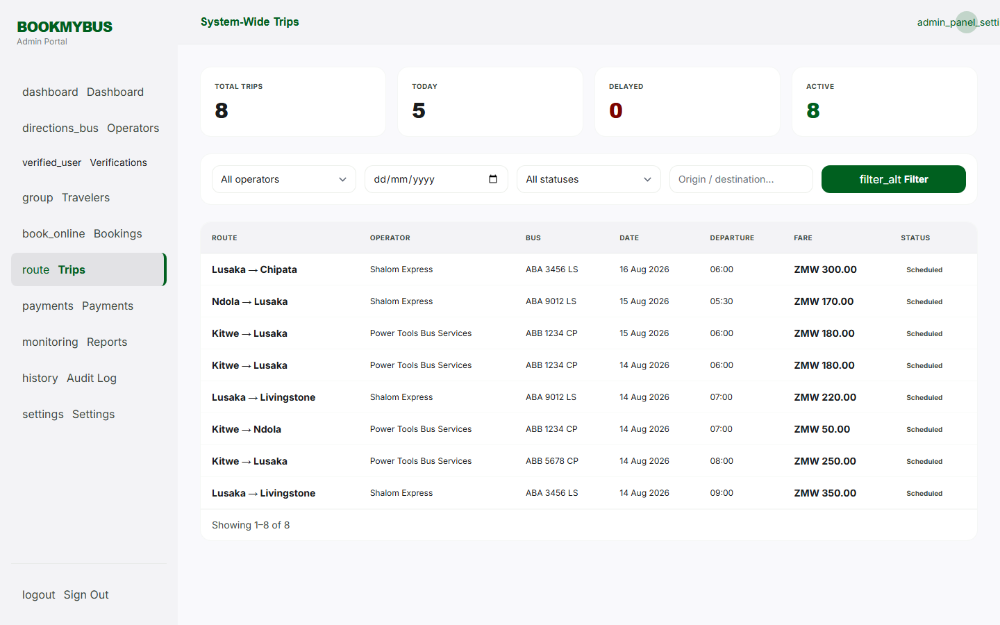 BOOKMYBUS
Admin Portal
dashboard Dashboard
directions_bus Operators
verified_user Verifications
group Travelers
book_online Bookings
route Trips
payments Payments
monitoring Reports
history Audit Log
settings Settings
logout Sign Out
System-Wide Trips
admin_panel_setti
TOTAL TRIPS
8
TODAY
5
DELAYED
0
ACTIVE
8
All operators
dd/mm/yyyy
All statuses
Origin / destination...
filter_alt Filter
ROUTE OPERATOR BUS DATE DEPARTURE FARE STATUS
Lusaka → Chipata Shalom Express ABA 3456 LS 16 Aug 2026 06:00 ZMW 300.00 Scheduled
Ndola → Lusaka Shalom Express ABA 9012 LS 15 Aug 2026 05:30 ZMW 170.00 Scheduled
Kitwe → Lusaka Power Tools Bus Services ABB 1234 CP 15 Aug 2026 06:00 ZMW 180.00 Scheduled
Kitwe → Lusaka Power Tools Bus Services ABB 1234 CP 14 Aug 2026 06:00 ZMW 180.00 Scheduled
Lusaka → Livingstone Shalom Express ABA 9012 LS 14 Aug 2026 07:00 ZMW 220.00 Scheduled
Kitwe → Ndola Power Tools Bus Services ABB 1234 CP 14 Aug 2026 07:00 ZMW 50.00 Scheduled
Kitwe → Lusaka Power Tools Bus Services ABB 5678 CP 14 Aug 2026 08:00 ZMW 250.00 Scheduled
Lusaka → Livingstone Shalom Express ABA 3456 LS 14 Aug 2026 09:00 ZMW 350.00 Scheduled
Showing 1–8 of 8